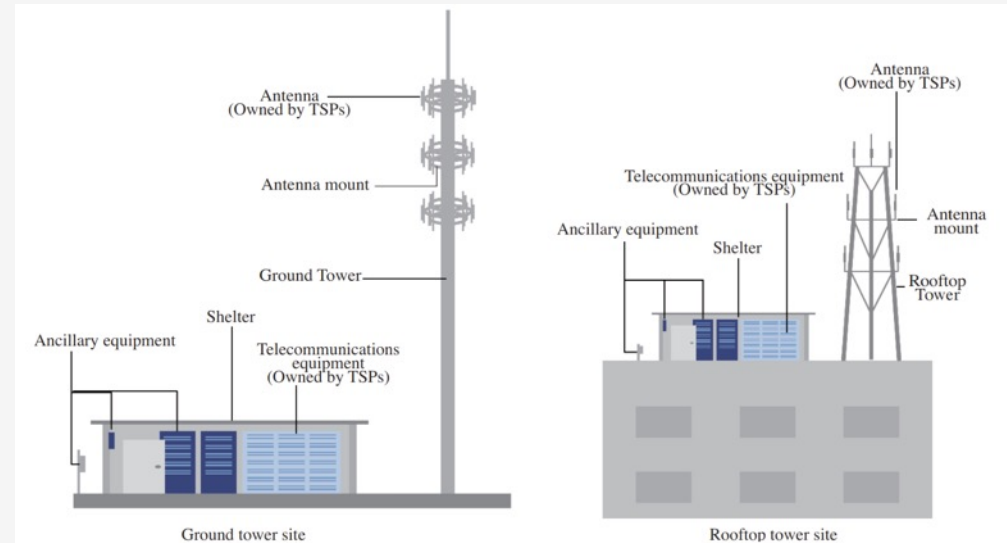 Antenna
(Owned by TSPs)
Antenna mount
Ground Tower
Shelter
Ancillary equipment
Telecommunications
equipment
(Owned by TSPs)
Ground tower site
Antenna
(Owned by TSPs)
Telecommunications equipment
(Owned by TSPs)
Ancillary equipment
Shelter
Antenna
mount
Rooftop
Tower
Rooftop tower site